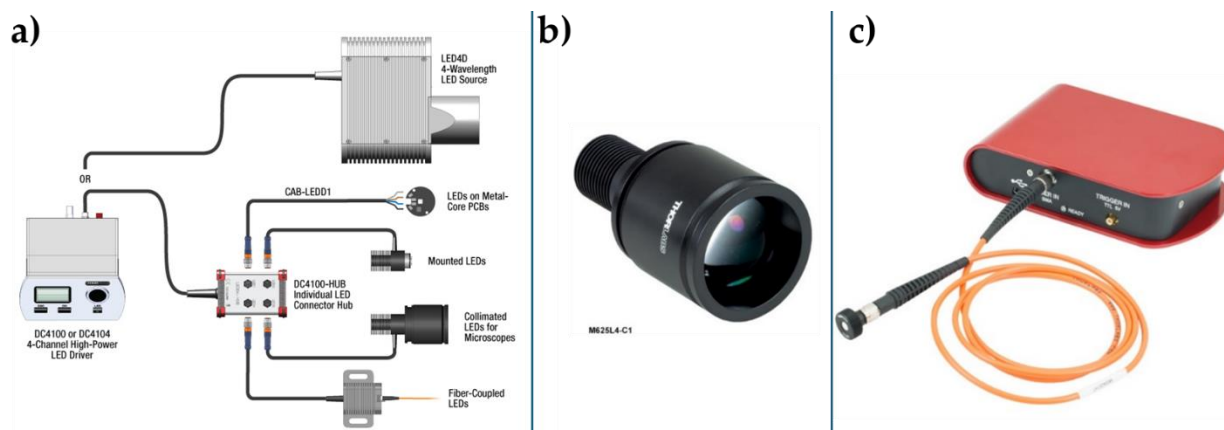 a)
LED4D
4-Wavelength
LED Source
OR
CAB-LEDD1
LEDs on Metal-
Core PCBs
Mounted LEDs
DC4100-HUB
Individual LED
Connector Hub
Collimated
LEDs for
Microscopes
DC4100 or DC4104
4-Channel High-Power
LED Driver
Fiber-Coupled
LEDs
b)
THORLABS
M625L4-C1
c)
IN
SMA
READY
TRIGGER IN
TTL 5V